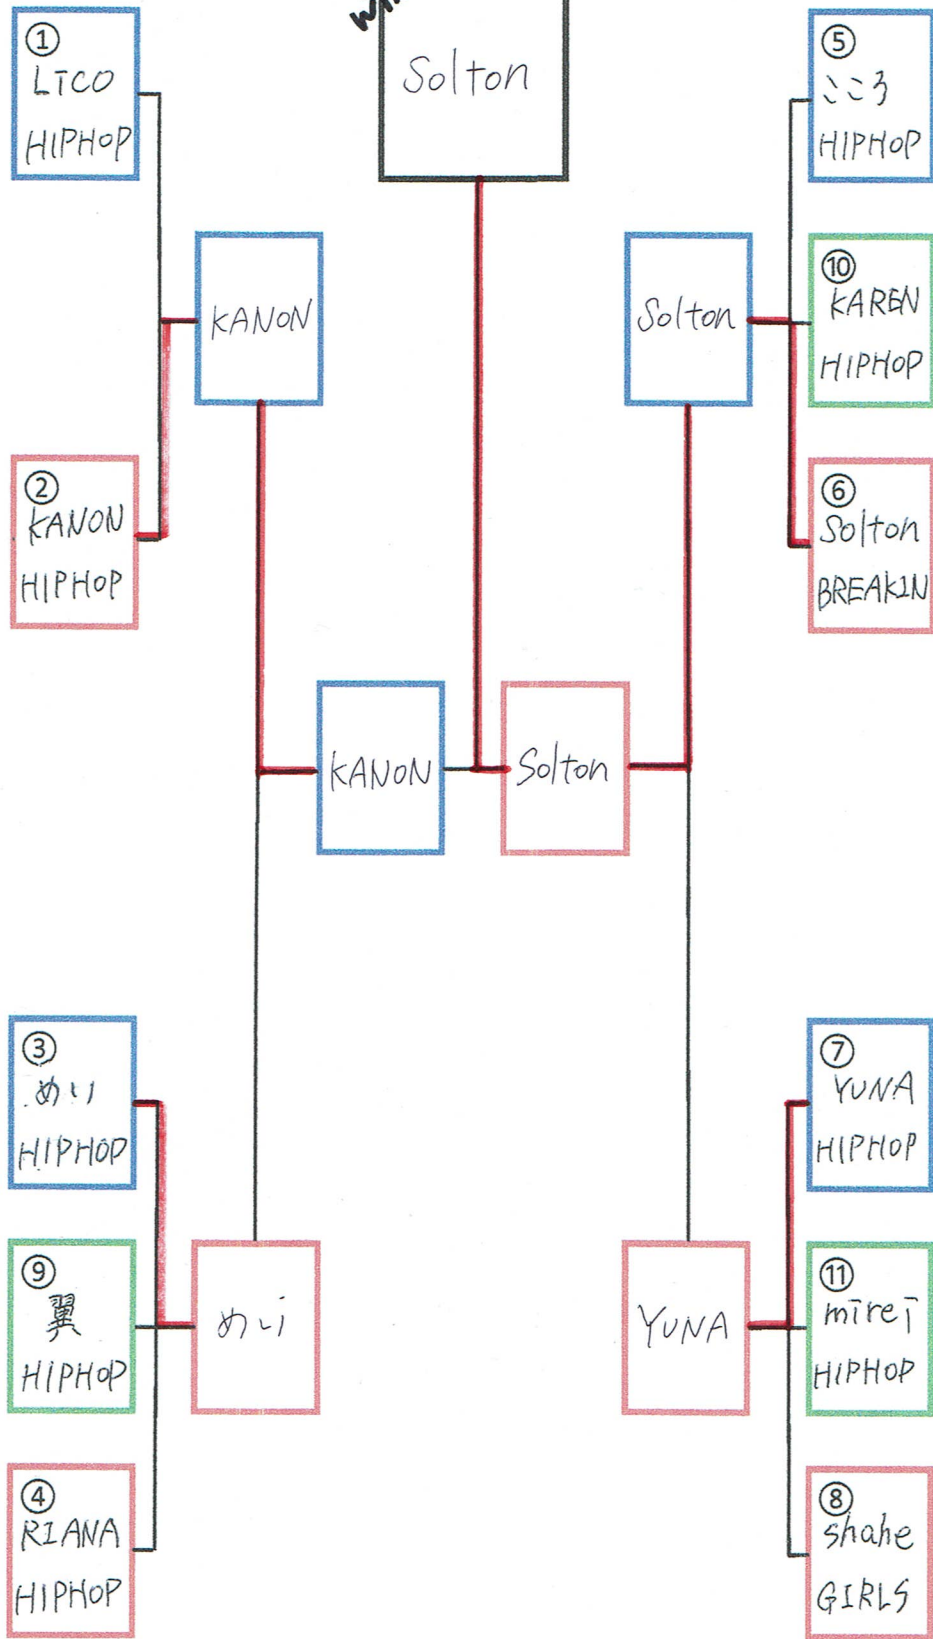 ①
LICO
HIPHOP
Solton
⑤
こころ
HIPHOP
KANON
Solton
⑩
KAREN
HIPHOP
②
KANON
HIPHOP
⑥
Solton
BREAKIN
KANON
Solton
③
めい
HIPHOP
⑦
YUNA
HIPHOP
⑨
翼
HIPHOP
めい
YUNA
⑪
mirei
HIPHOP
④
RIANA
HIPHOP
⑧
shahe
GIRLS